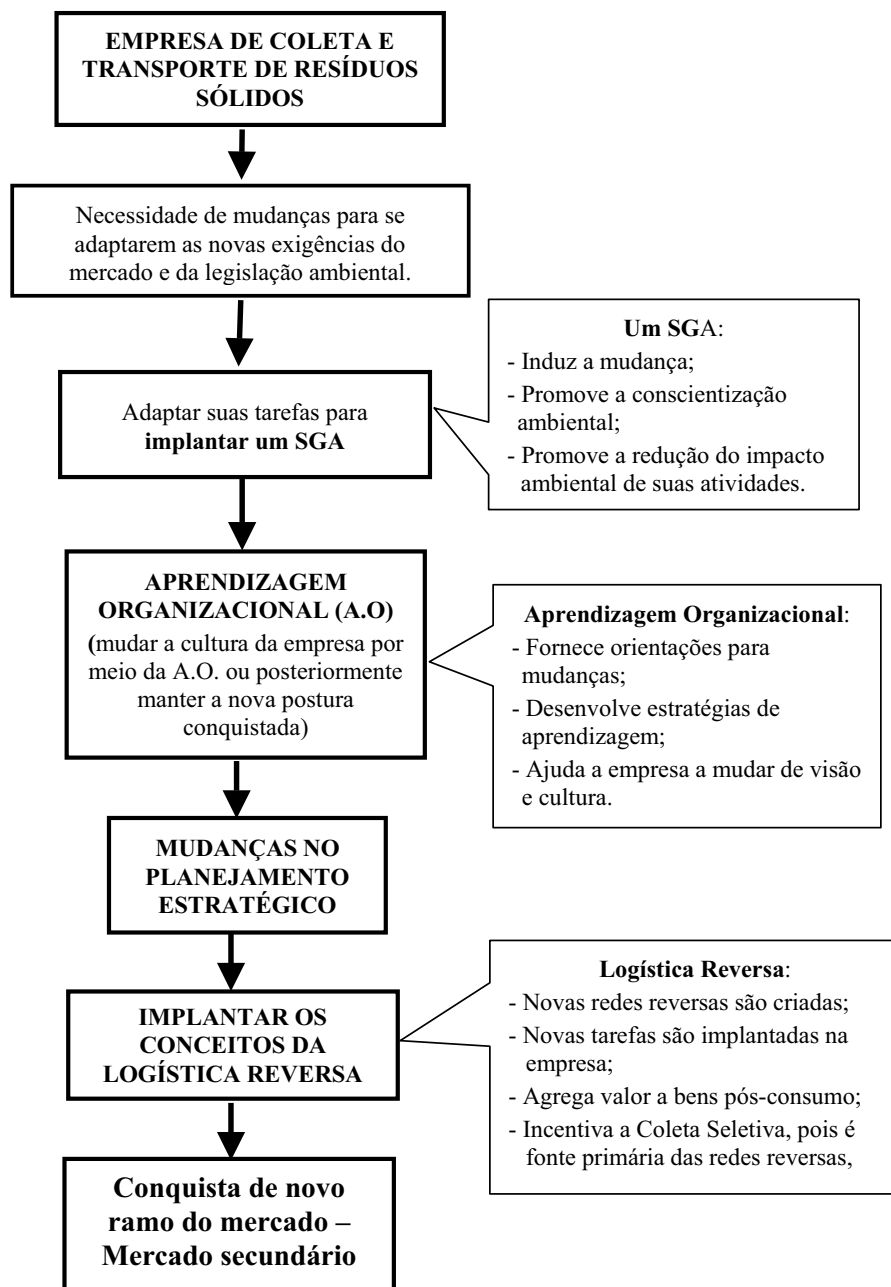 EMPRESA DE COLETA E
TRANSPORTE DE RESÍDUOS
SÓLIDOS
Necessidade de mudanças para se
adaptarem as novas exigências do
mercado e da legislação ambiental.
Um SGA:
- Induz a mudança;
- Promove a conscientização
ambiental;
- Promove a redução do impacto
ambiental de suas atividades.
Adaptar suas tarefas para
implantar um SGA
APRENDIZAGEM
ORGANIZACIONAL (A.O)
(mudar a cultura da empresa por
meio da A.O. ou posteriormente
manter a nova postura
conquistada)
Aprendizagem Organizacional:
- Fornece orientações para
mudanças;
- Desenvolve estratégias de
aprendizagem;
- Ajuda a empresa a mudar de visão
e cultura.
MUDANÇAS NO
PLANEJAMENTO
ESTRATÉGICO
IMPLANTAR OS
CONCEITOS DA
LOGÍSTICA REVERSA
Logística Reversa:
- Novas redes reversas são criadas;
- Novas tarefas são implantadas na
empresa;
- Agrega valor a bens pós-consumo;
- Incentiva a Coleta Seletiva, pois é
fonte primária das redes reversas,
Conquista de novo
ramo do mercado –
Mercado secundário